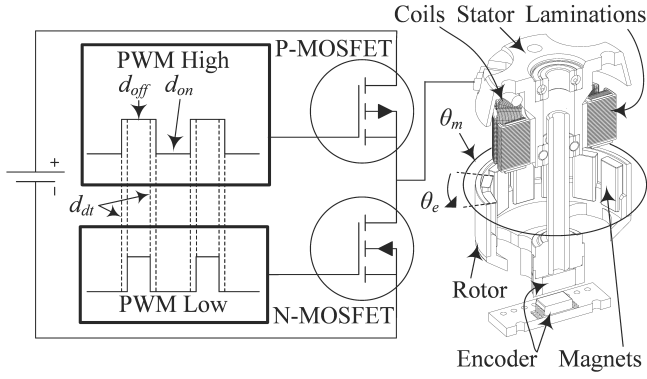 Coils Stator Laminations
PWM High
P-MOSFET
d_off d_on
θ_m
+
-
θ_e
d_dt
PWM Low
N-MOSFET
Rotor
Encoder Magnets